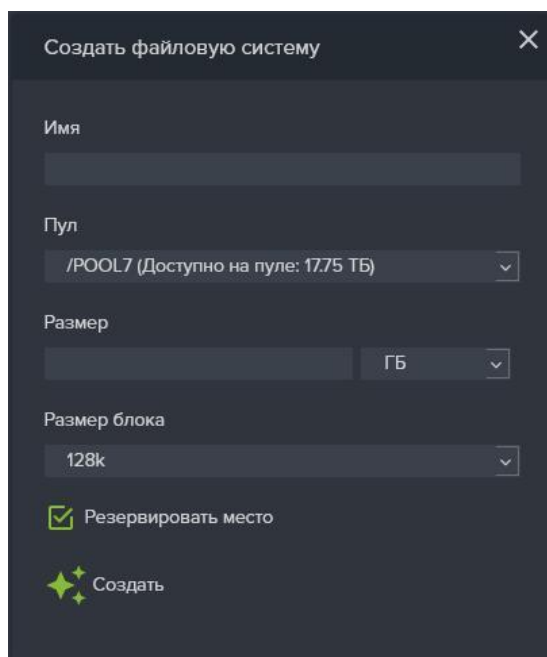 Создать файловую систему
Имя
Пул
/POOL7 (Доступно на пуле: 17.75 ТБ)
Размер
ГБ
Размер блока
128k
Резервировать место
Создать